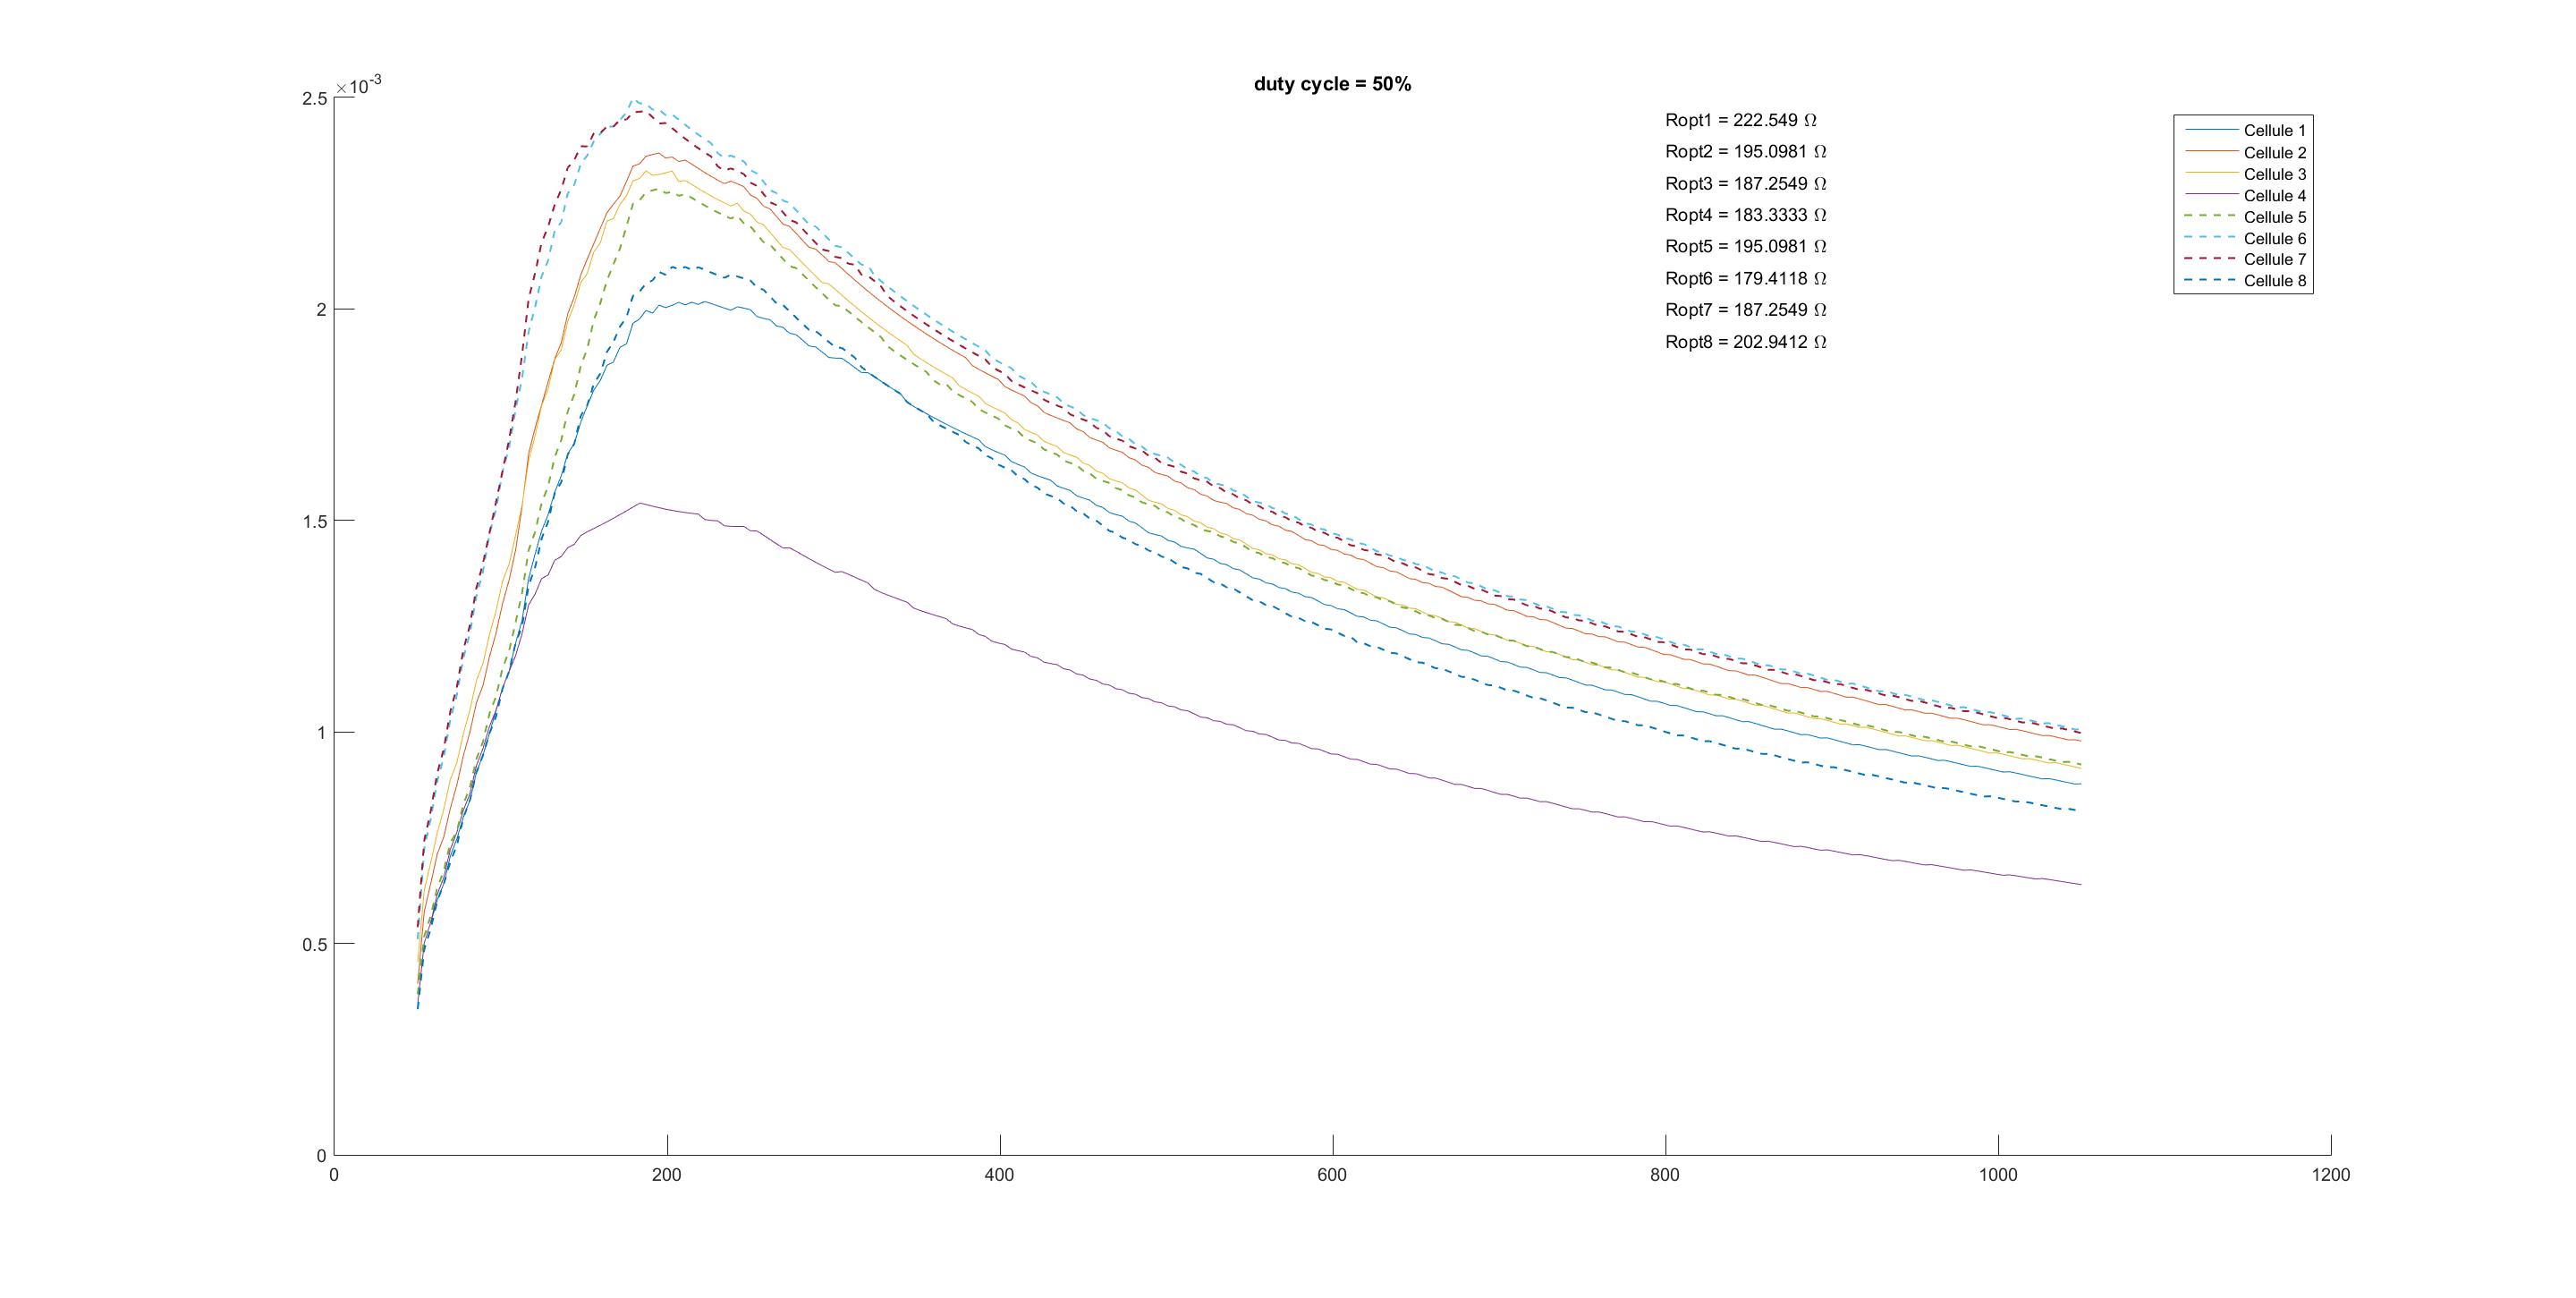 duty cycle = 50%
×10-3
2.5
2
1.5
1
0.5
0
0 200 400 600 800 1000 1200
Ropt1 = 222.549 Ω
Ropt2 = 195.0981 Ω
Ropt3 = 187.2549 Ω
Ropt4 = 183.3333 Ω
Ropt5 = 195.0981 Ω
Ropt6 = 179.4118 Ω
Ropt7 = 187.2549 Ω
Ropt8 = 202.9412 Ω
Cellule 1
Cellule 2
Cellule 3
Cellule 4
Cellule 5
Cellule 6
Cellule 7
Cellule 8